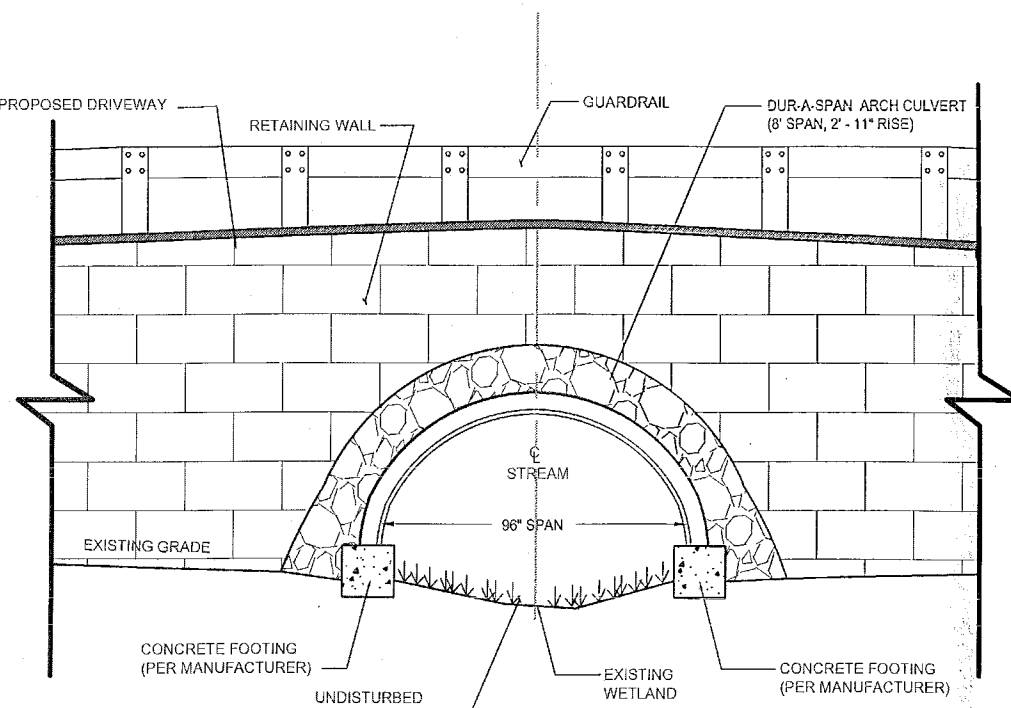 PROPOSED DRIVEWAY
GUARDRAIL
DUR-A-SPAN ARCH CULVERT
(8' SPAN, 2' - 11" RISE)
RETAINING WALL
CL
STREAM
96" SPAN
EXISTING GRADE
CONCRETE FOOTING
(PER MANUFACTURER)
UNDISTURBED
EXISTING
WETLAND
CONCRETE FOOTING
(PER MANUFACTURER)